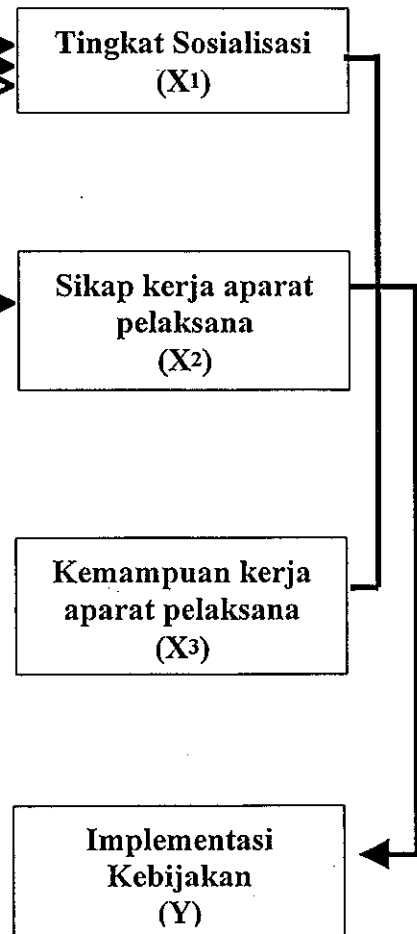 Tingkat Sosialisasi
(X1)
Sikap kerja aparat
pelaksana
(X2)
Kemampuan kerja
aparat pelaksana
(X3)
Implementasi
Kebijakan
(Y)